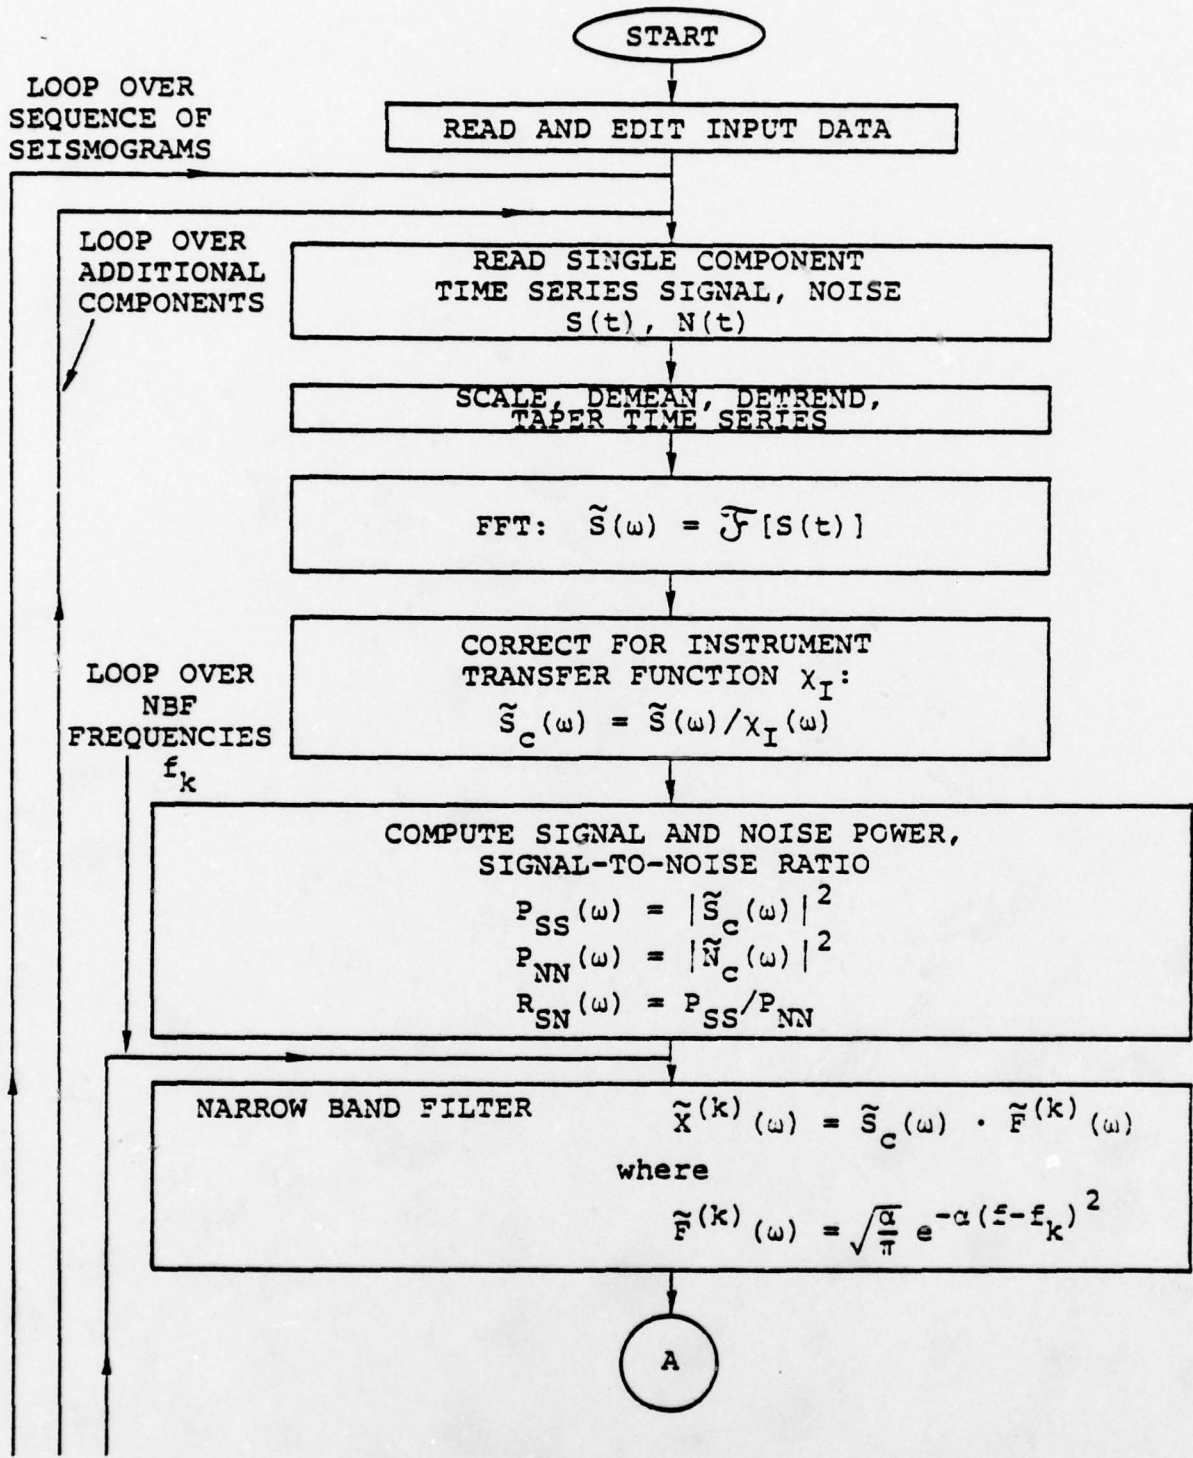 START
LOOP OVER
SEQUENCE OF
SEISMOGRAMS
READ AND EDIT INPUT DATA
LOOP OVER
ADDITIONAL
COMPONENTS
READ SINGLE COMPONENT
TIME SERIES SIGNAL, NOISE
S(t), N(t)
SCALE, DEMEAN, DETREND,
TAPER TIME SERIES
FFT: S̃(ω) = ℱ[S(t)]
CORRECT FOR INSTRUMENT
TRANSFER FUNCTION χ_I:
S̃_c(ω) = S̃(ω)/χ_I(ω)
LOOP OVER
NBF
FREQUENCIES
f_k
COMPUTE SIGNAL AND NOISE POWER,
SIGNAL-TO-NOISE RATIO
P_SS(ω) = |S̃_c(ω)|²
P_NN(ω) = |Ñ_c(ω)|²
R_SN(ω) = P_SS/P_NN
NARROW BAND FILTER X̃^(k)(ω) = S̃_c(ω) · F̃^(k)(ω)
where
F̃^(k)(ω) = √(α/π) e^-α(f-f_k)²
A